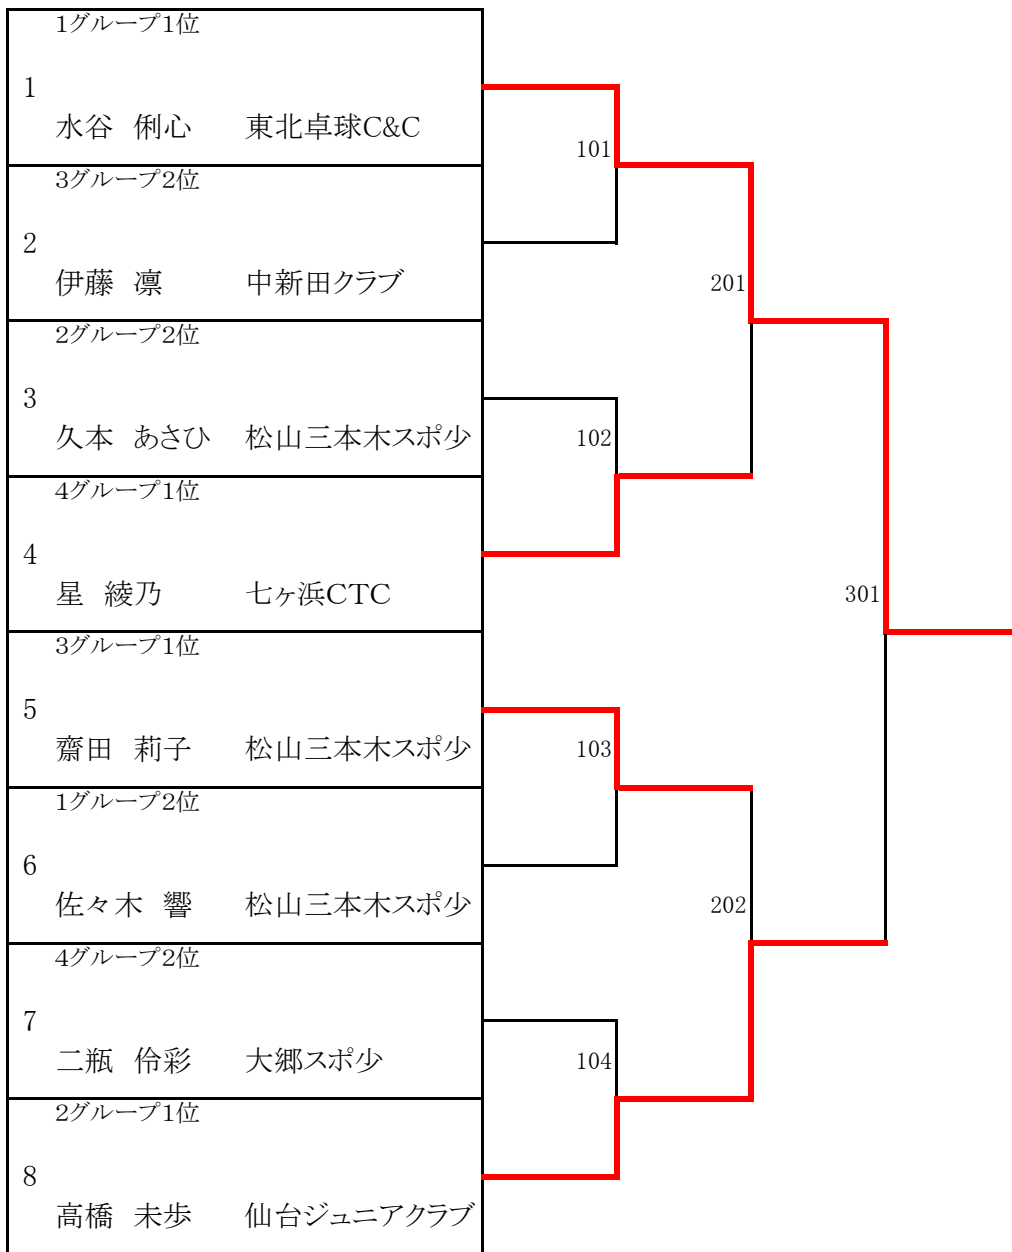 1グループ1位
1
水谷 俐心 東北卓球C&C
101
3グループ2位
2
伊藤 凛 中新田クラブ
201
2グループ2位
3
久本 あさひ 松山三本木スポ少
102
4グループ1位
4
星 綾乃 七ヶ浜CTC
301
3グループ1位
5
齋田 莉子 松山三本木スポ少
103
1グループ2位
6
佐々木 響 松山三本木スポ少
202
4グループ2位
7
二瓶 伶彩 大郷スポ少
104
2グループ1位
8
高橋 未歩 仙台ジュニアクラブ